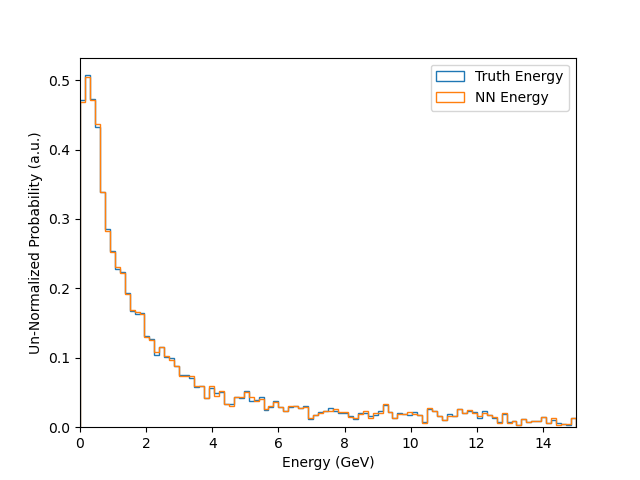 Truth Energy
NN Energy
Un-Normalized Probability (a.u.)
0.5
0.4
0.3
0.2
0.1
0.0
0 2 4 6 8 10 12 14
Energy (GeV)